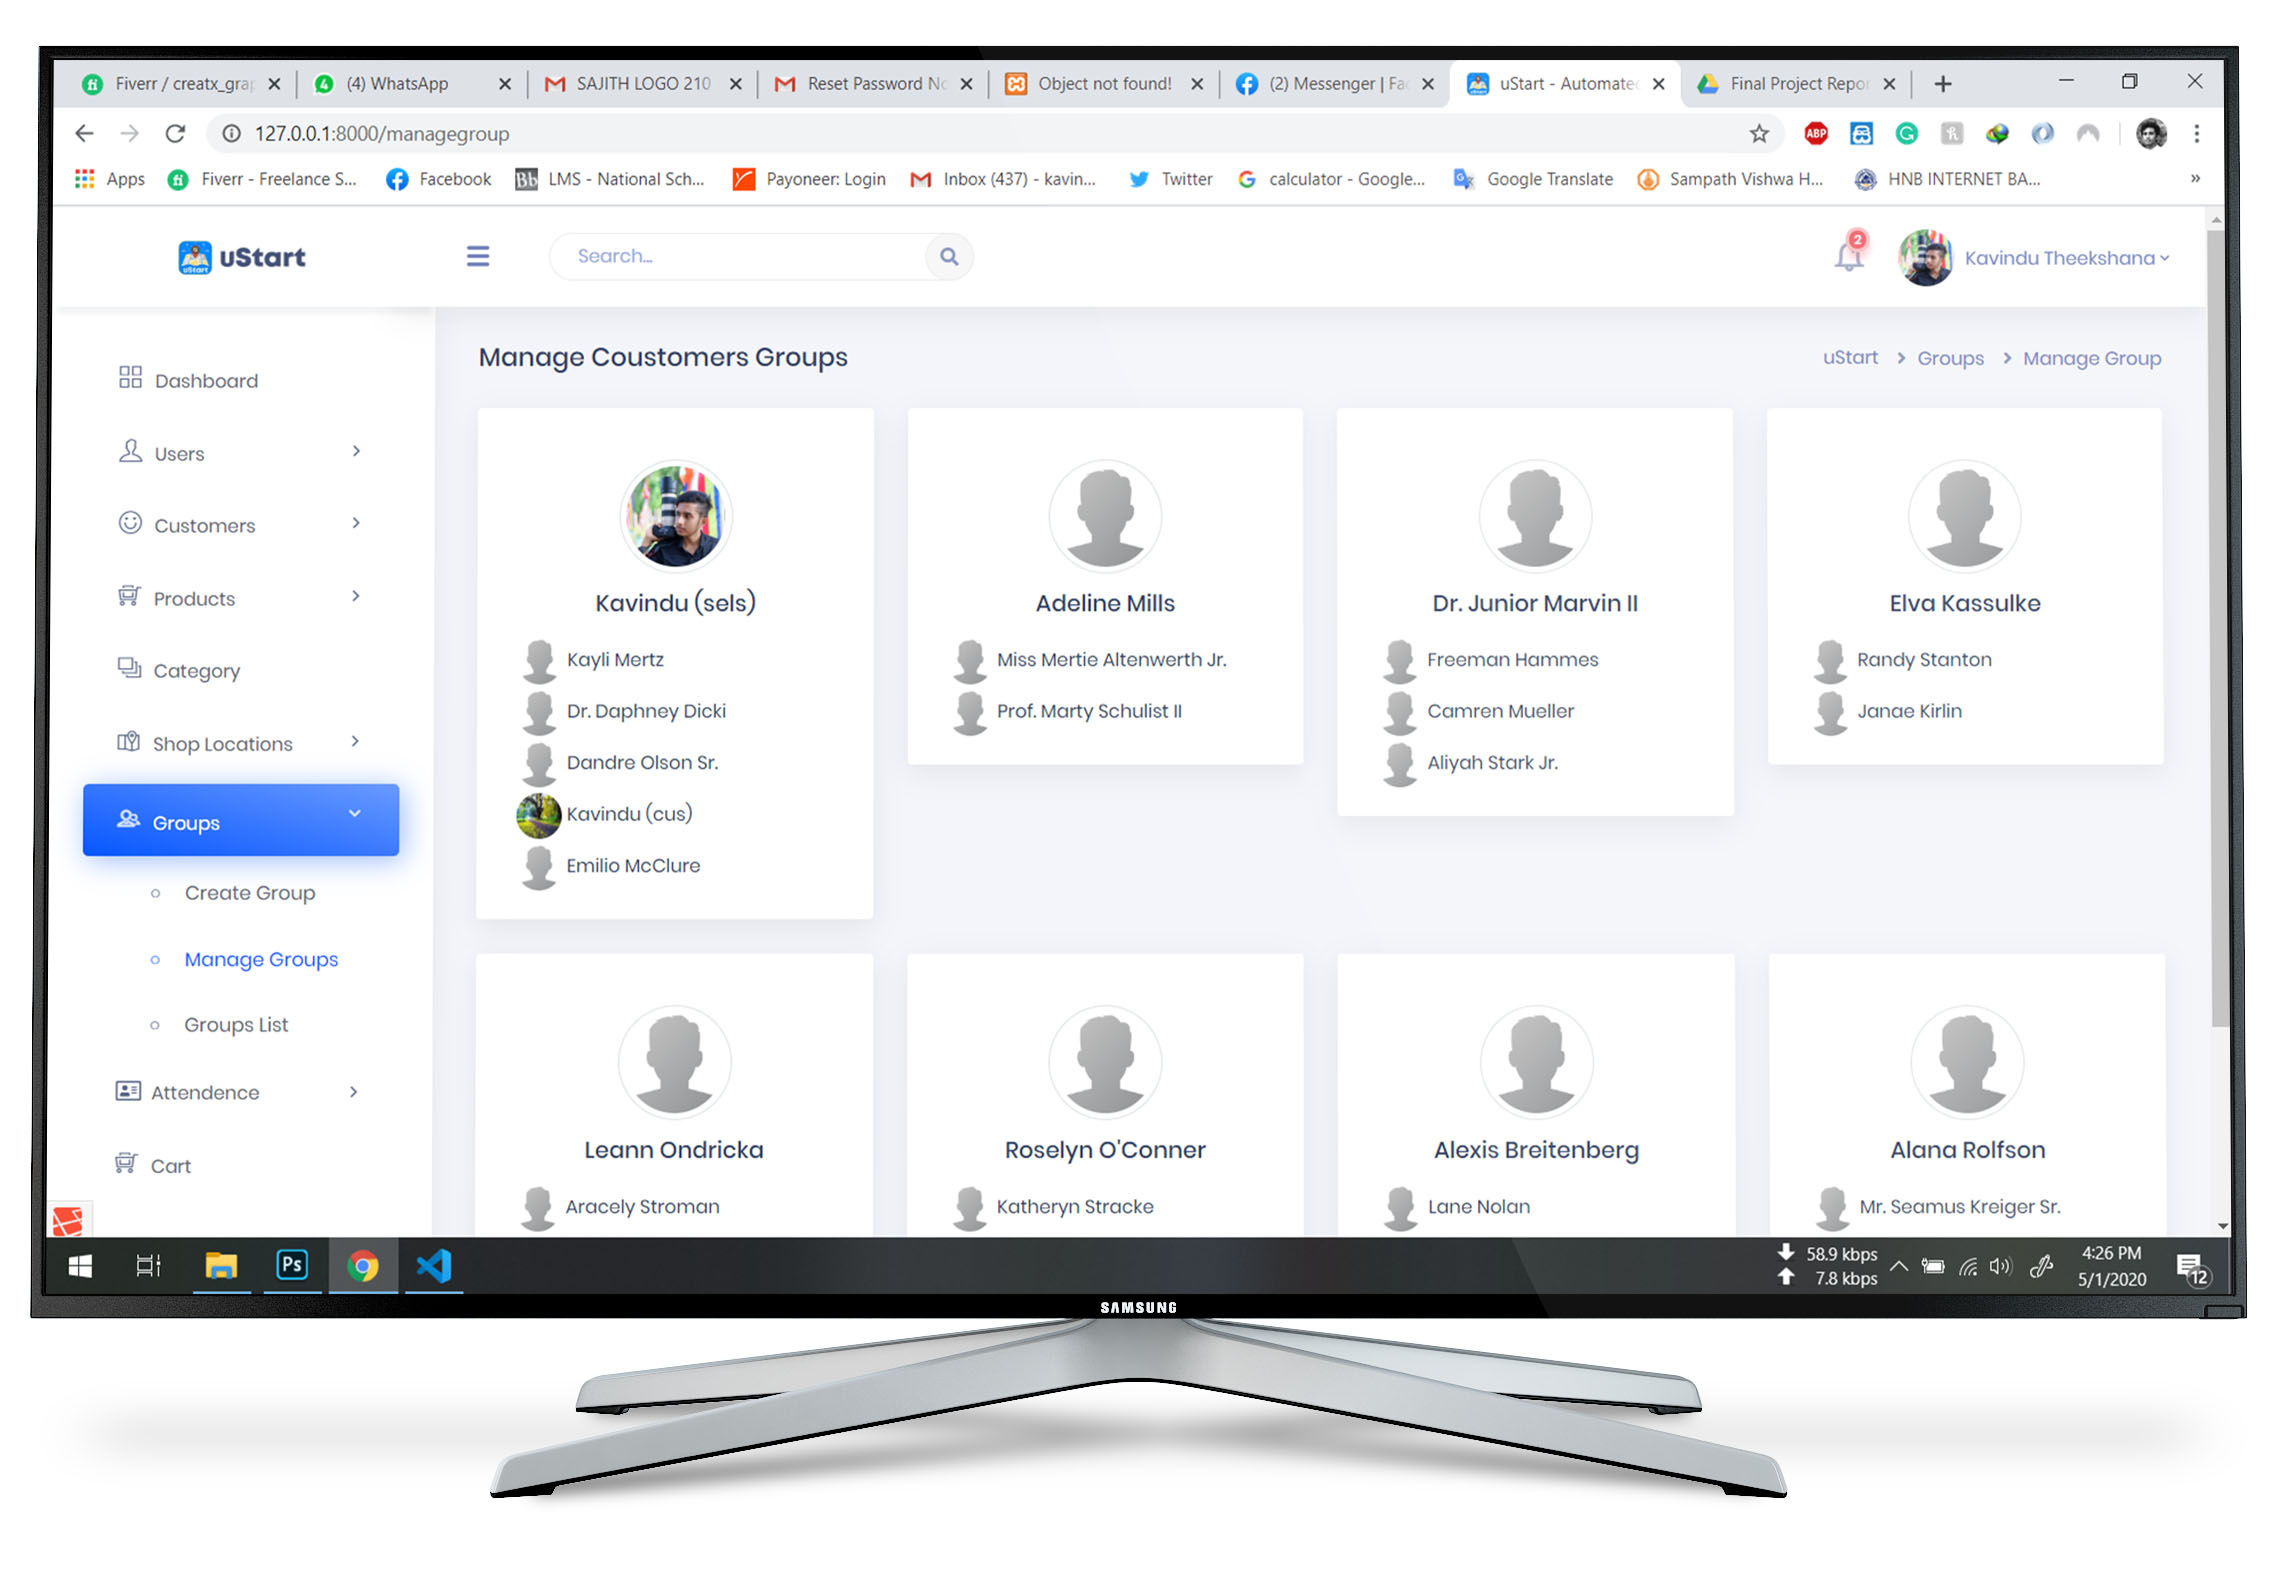 Fiverr / creatx_grap
(4) WhatsApp
SAJITH LOGO 210
Reset Password No
Object not found!
(2) Messenger | Fac
uStart - Automated
Final Project Repor
127.0.0.1:8000/managegroup
ABP
Apps
Fiverr - Freelance S...
Facebook
Bb
LMS - National Sch...
Payoneer: Login
Inbox (437) - kavin...
Twitter
calculator - Google...
Google Translate
Sampath Vishwa H...
HNB INTERNET BA...
»
uStart
uStart
Search...
2
Kavindu Theekshana
Dashboard
Users
Customers
Products
Category
Shop Locations
Groups
Create Group
Manage Groups
Groups List
Attendence
Cart
Manage Coustomers Groups
uStart > Groups > Manage Group
Kavindu (sels)
Kayli Mertz
Dr. Daphney Dicki
Dandre Olson Sr.
Kavindu (cus)
Emilio McClure
Adeline Mills
Miss Mertie Altenwerth Jr.
Prof. Marty Schulist II
Dr. Junior Marvin II
Freeman Hammes
Camren Mueller
Aliyah Stark Jr.
Elva Kassulke
Randy Stanton
Janae Kirlin
Leann Ondricka
Aracely Stroman
Roselyn O'Conner
Katheryn Stracke
Alexis Breitenberg
Lane Nolan
Alana Rolfson
Mr. Seamus Kreiger Sr.
Ps
58.9 kbps
7.8 kbps
4:26 PM
5/1/2020
12
SAMSUNG